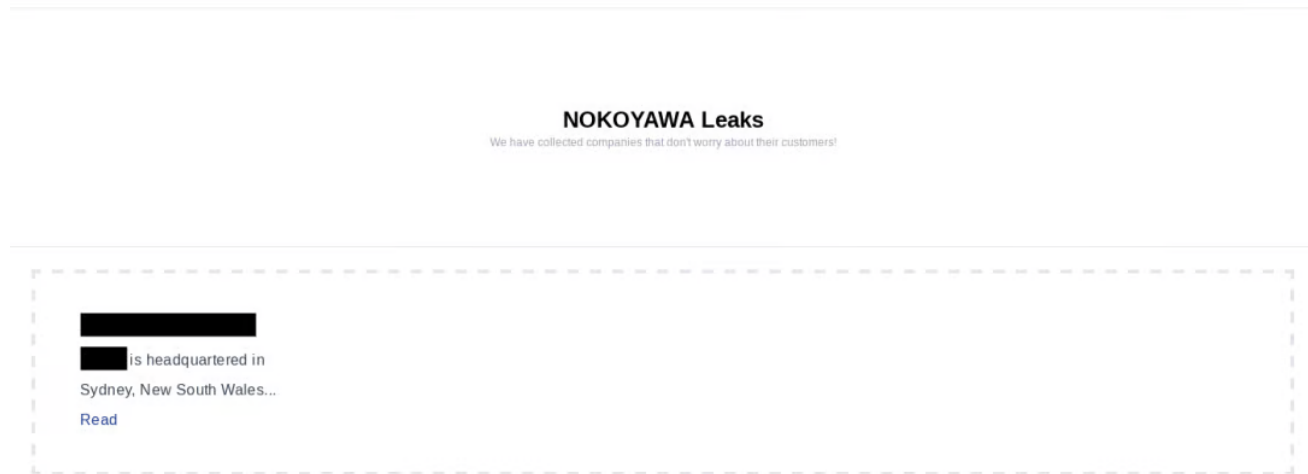 NOKOYAWA Leaks
We have collected companies that don't worry about their customers!
is headquartered in
Sydney, New South Wales...
Read